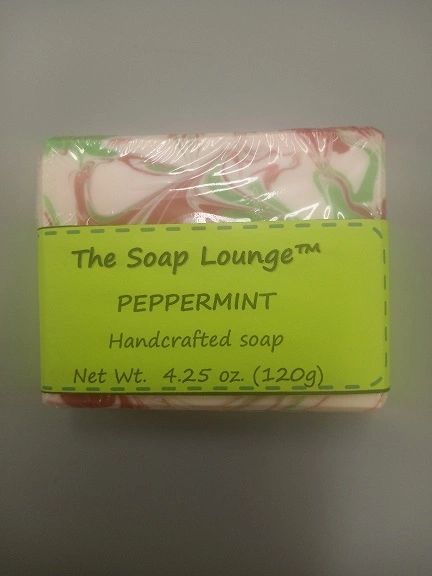 The Soap Lounge™
PEPPERMINT
Handcrafted soap
Net Wt. 4.25 oz. (120g)